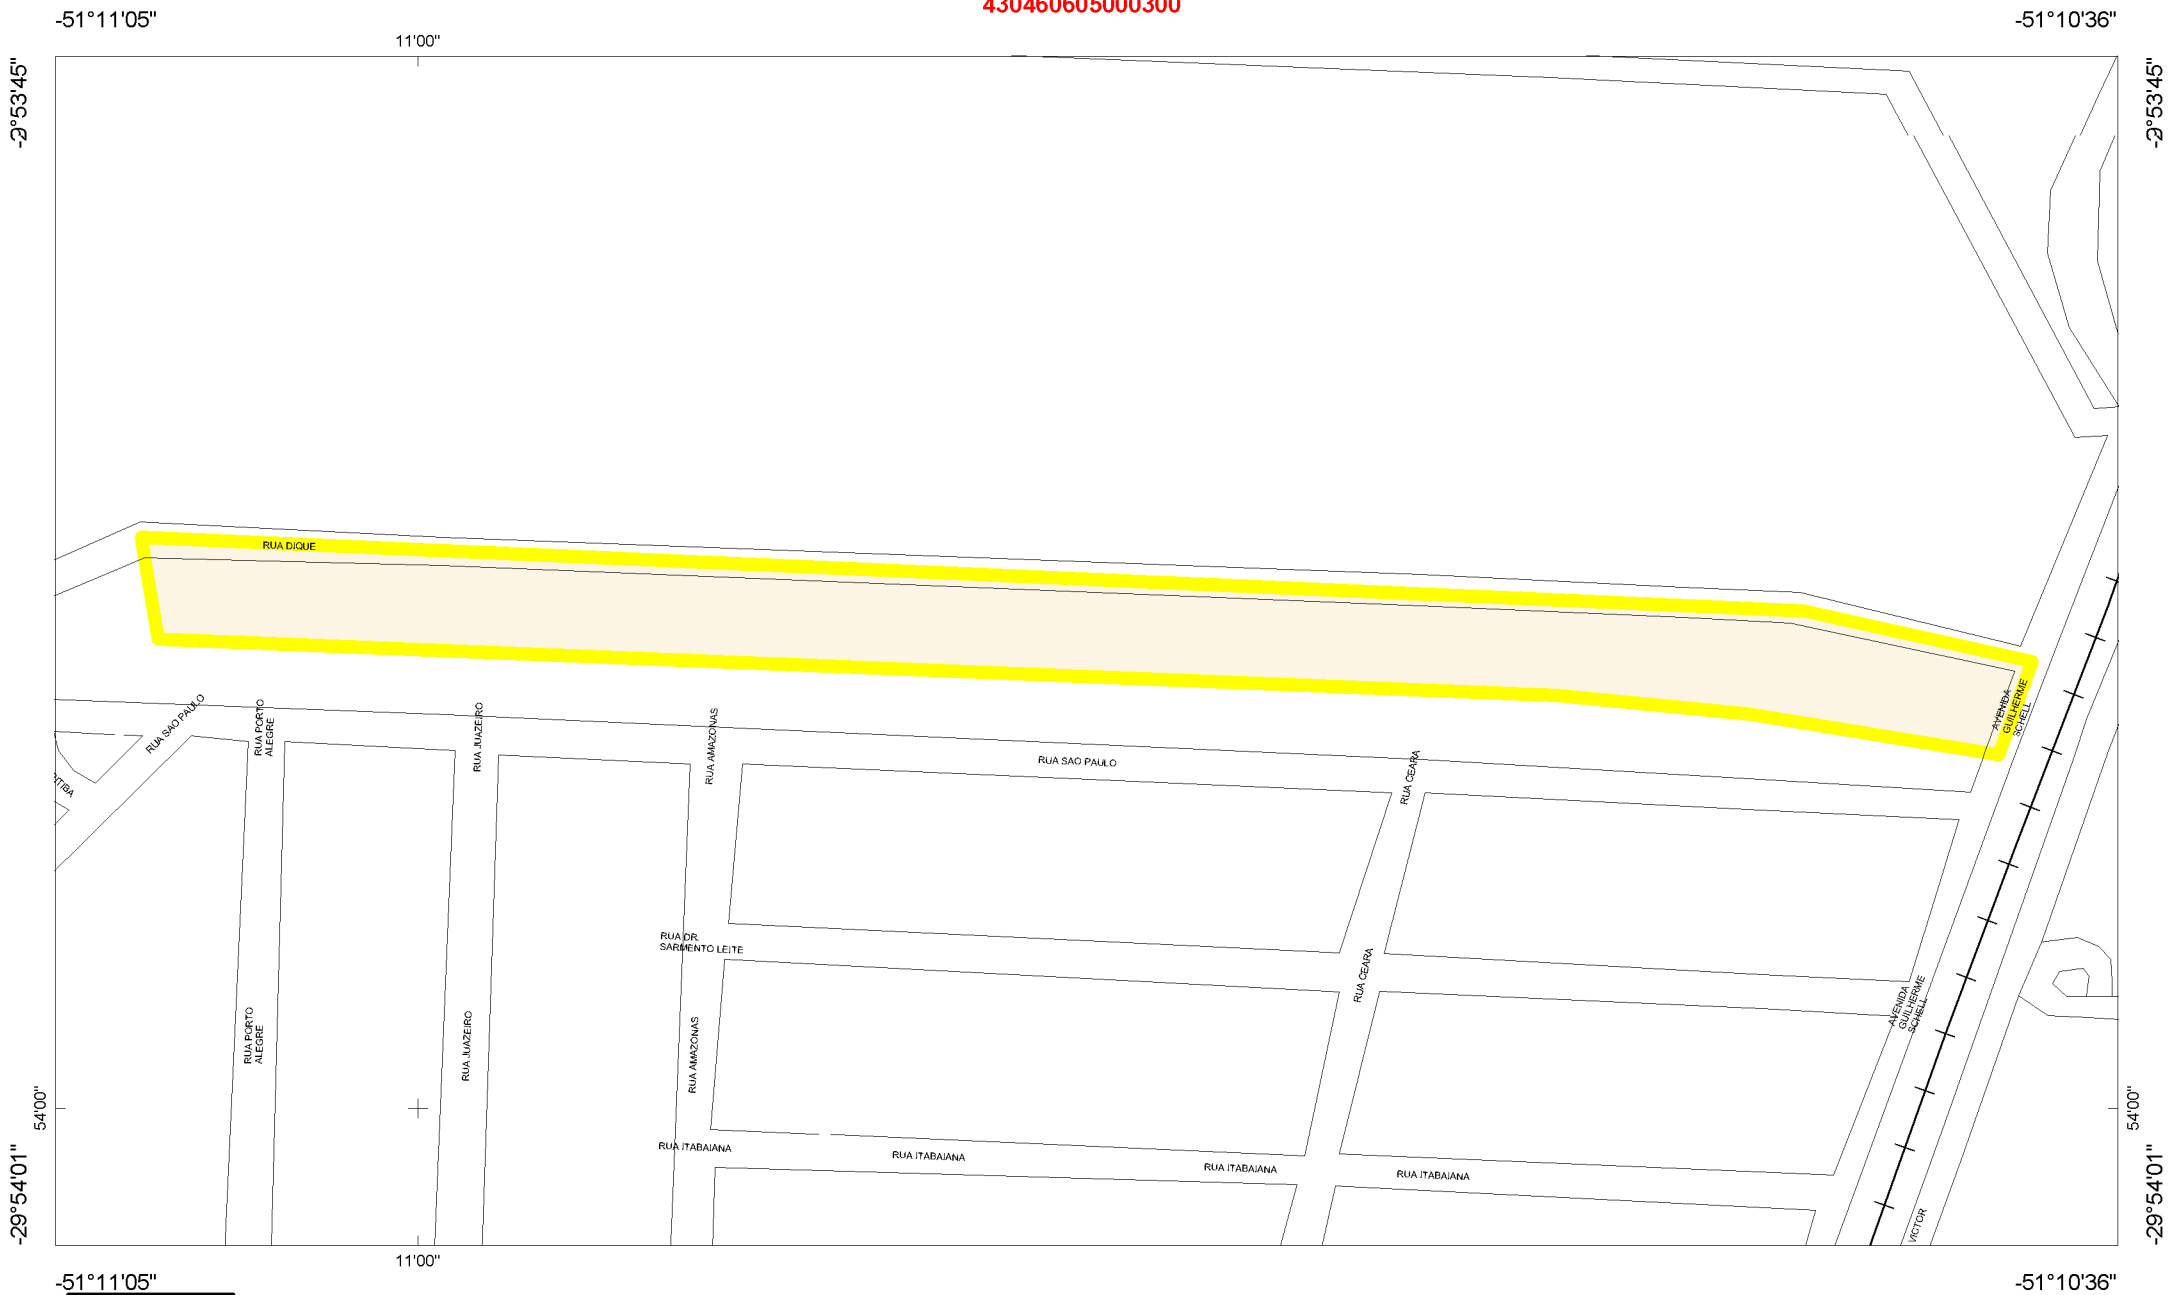 430460605000300
-51°11'05"
-51°10'36"
11'00"
-2°53'45"
-2°53'45"
RUA DIQUE
AVENIDA
GUILHERME
SCHELL
RUA SAO PAULO
RUA PORTO
ALEGRE
RUA JUAZEIRO
RUA AMAZONAS
RUA SAO PAULO
RUA CEARA
RUA DR.
SARMENTO LEITE
RUA CEARA
AVENIDA
GUILHERME
SCHELL
RUA PORTO
ALEGRE
RUA JUAZEIRO
RUA AMAZONAS
54'00"
54'00"
RUA ITABAIANA
RUA ITABAIANA
RUA ITABAIANA
RUA ITABAIANA
VICTOR
-29°54'01"
-29°54'01"
11'00"
-51°11'05"
-51°10'36"